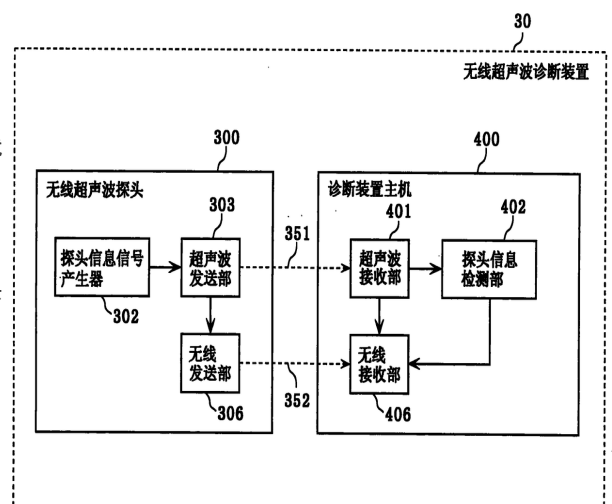 30
无线超声波诊断装置
300
400
无线超声波探头
诊断装置主机
303
351
401
402
探头信息信号
产生器
超声波
发送部
超声波
接收部
探头信息
检测部
302
无线
发送部
无线
接收部
306
352
406